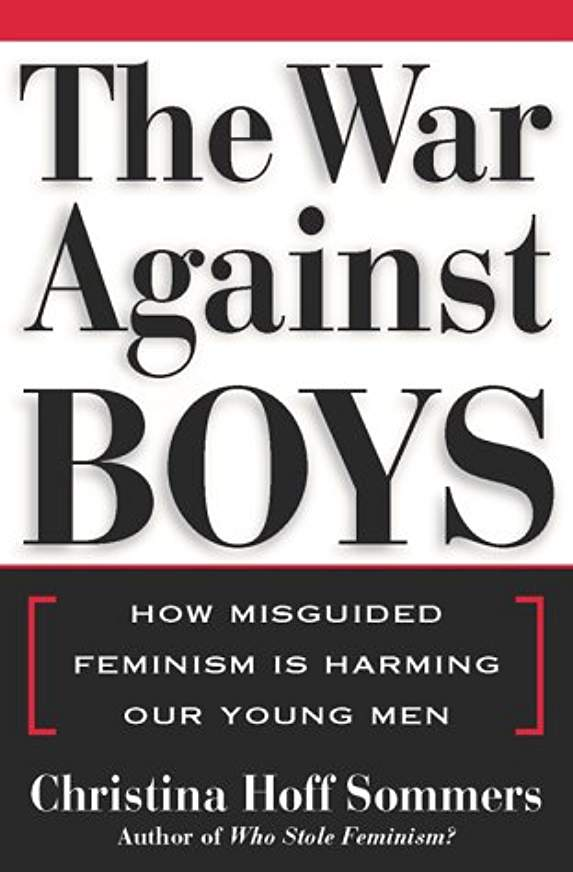 The War
Against
BOYS
HOW MISGUIDED
FEMINISM IS HARMING
OUR YOUNG MEN
Christina Hoff Sommers
Author of Who Stole Feminism?